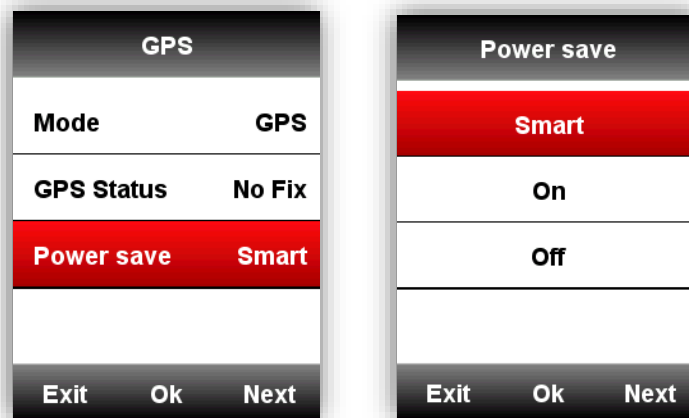 GPS
Mode GPS
GPS Status No Fix
Power save Smart
Exit Ok Next
Power save
Smart
On
Off
Exit Ok Next